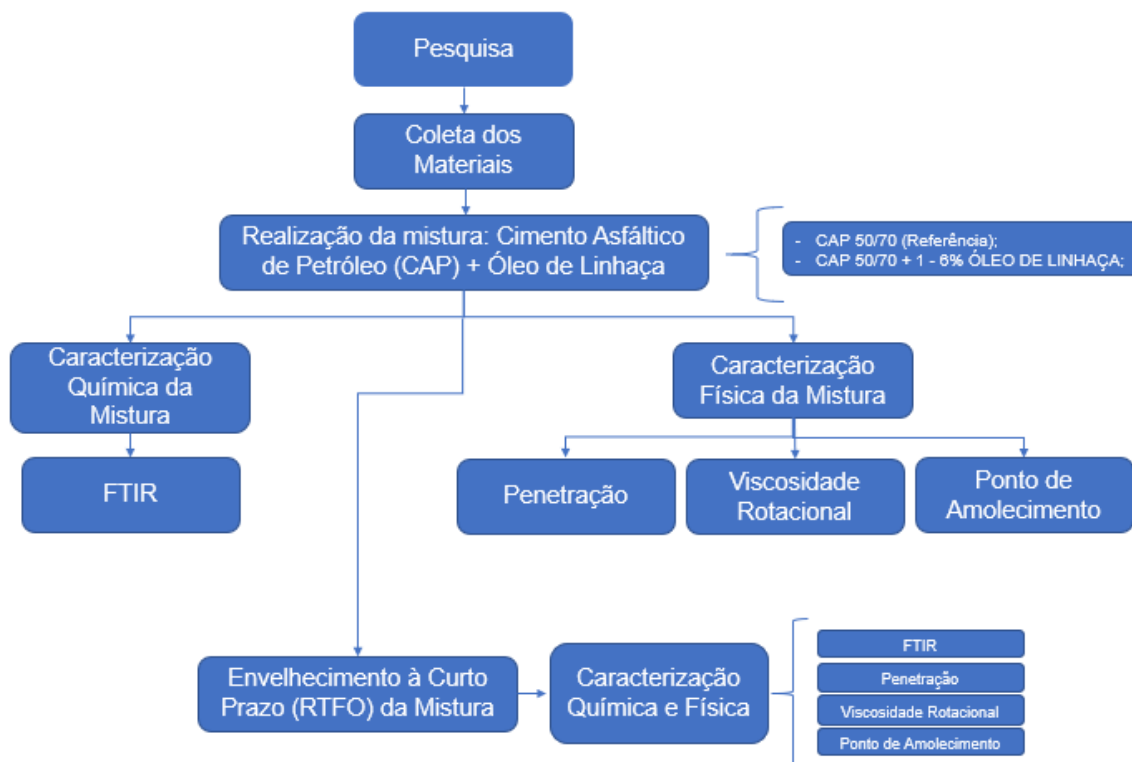 Pesquisa
Coleta dos
Materiais
Realização da mistura: Cimento Asfáltico
de Petróleo (CAP) + Óleo de Linhaça
- CAP 50/70 (Referência);
- CAP 50/70 + 1 - 6% ÓLEO DE LINHAÇA;
Caracterização
Química da
Mistura
Caracterização
Física da Mistura
FTIR
Penetração
Viscosidade
Rotacional
Ponto de
Amolecimento
Envelhecimento à Curto
Prazo (RTFO) da Mistura
Caracterização
Química e Física
FTIR
Penetração
Viscosidade Rotacional
Ponto de Amolecimento